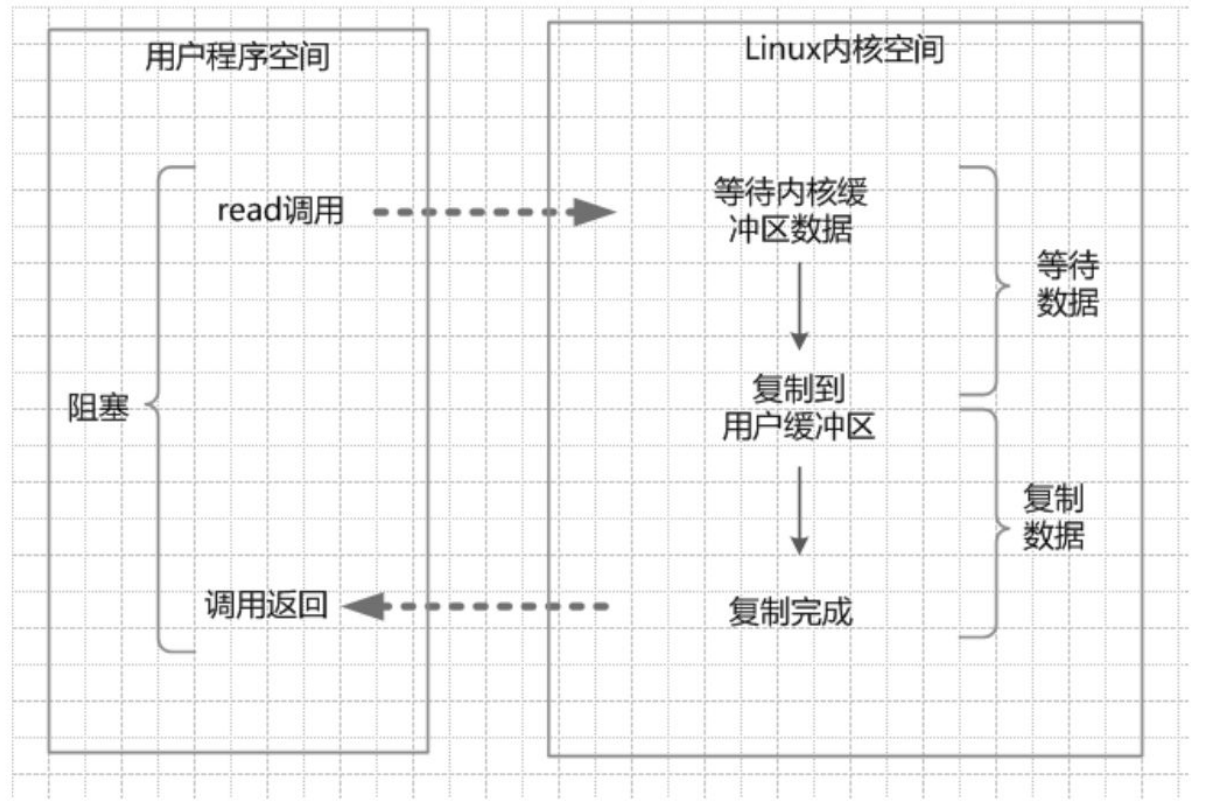 用户程序空间
Linux内核空间
read调用
等待内核缓
冲区数据
等待
数据
阻塞
复制到
用户缓冲区
复制
数据
调用返回
复制完成